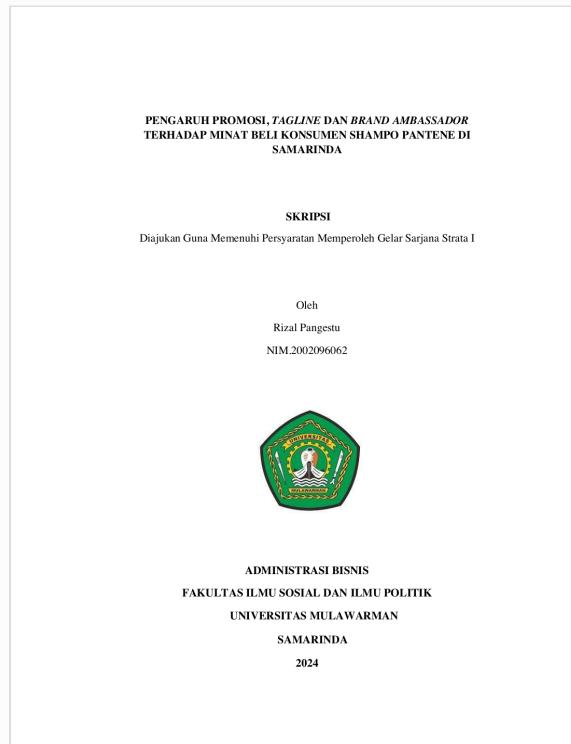 PENGARUH PROMOSI, TAGLINE DAN BRAND AMBASSADOR
TERHADAP MINAT BELI KONSUMEN SHAMPO PANTENE DI
SAMARINDA
SKRIPSI
Diajukan Guna Memenuhi Persyaratan Memperoleh Gelar Sarjana Strata I
Oleh
Rizal Pangestu
NIM.2002096062
UNIVERSITAS
MULAWARMAN
ADMINISTRASI BISNIS
FAKULTAS ILMU SOSIAL DAN ILMU POLITIK
UNIVERSITAS MULAWARMAN
SAMARINDA
2024